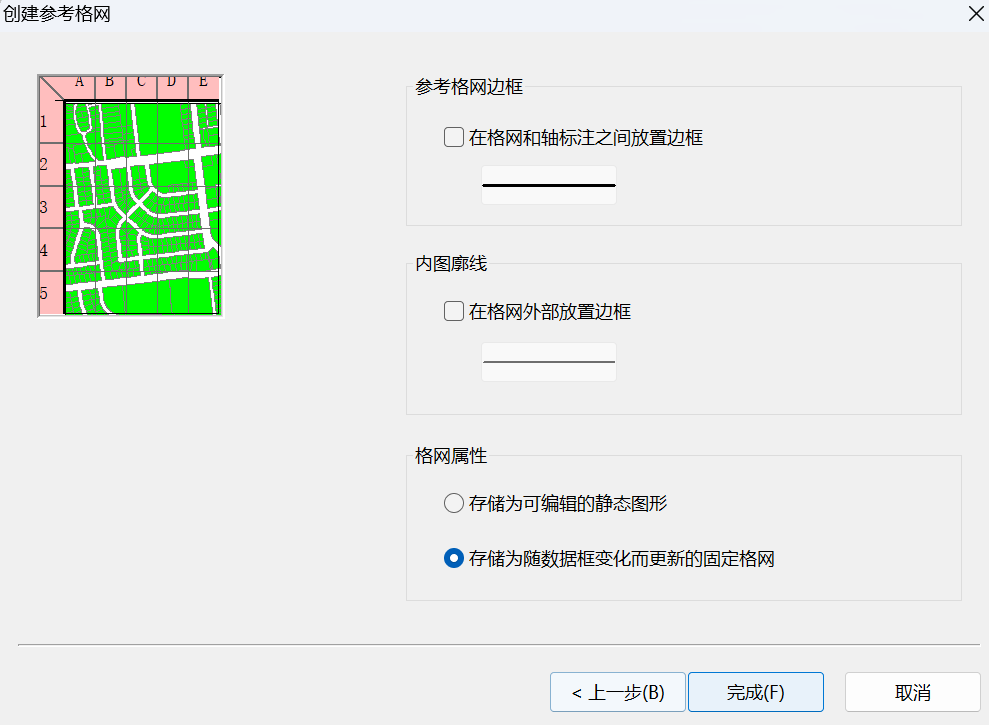 创建参考格网
A B C D E
1
2
3
4
5
参考格网边框
在格网和轴标注之间放置边框
内图廓线
在格网外部放置边框
格网属性
存储为可编辑的静态图形
存储为随数据框变化而更新的固定格网
< 上一步(B)
完成(F)
取消